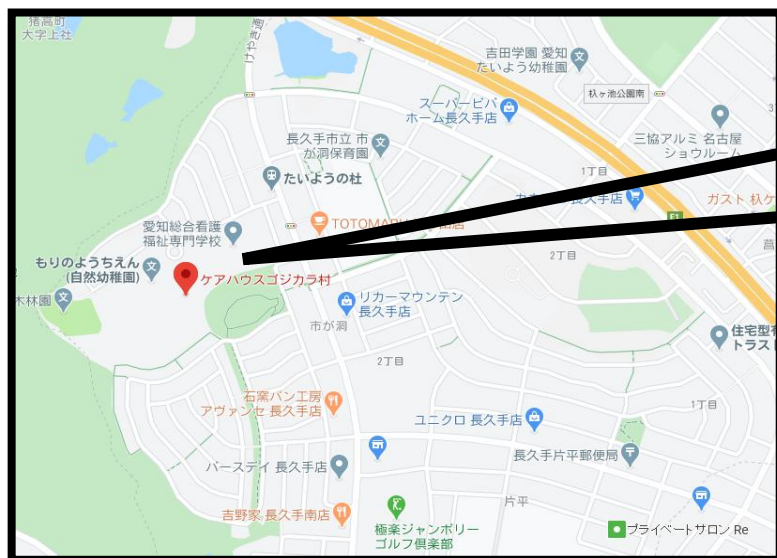 猪高町
大字上社
けやき通
吉田学園 愛知
たいよう幼稚園
杁ヶ池公園南
スーパービバ
ホーム長久手店
三協アルミ 名古屋
ショウルーム
長久手市立 市
が洞保育園
1丁目
たいようの杜
ガスト 杁ケ
愛知総合看護
福祉専門学校
E1
2丁目
もりのようちえん
(自然幼稚園)
ケアハウスゴジカラ村
木林園
リカーマウンテン
長久手店
市が洞
住宅型有
トラスト
2丁目
1丁目
石窯パン工房
アヴァンセ 長久手店
ユニクロ 長久手店
長久手片平郵便局
バースデイ 長久手店
片平
吉野家 長久手南店
極楽ジャンボリー
ゴルフ倶楽部
プライベートサロン Re